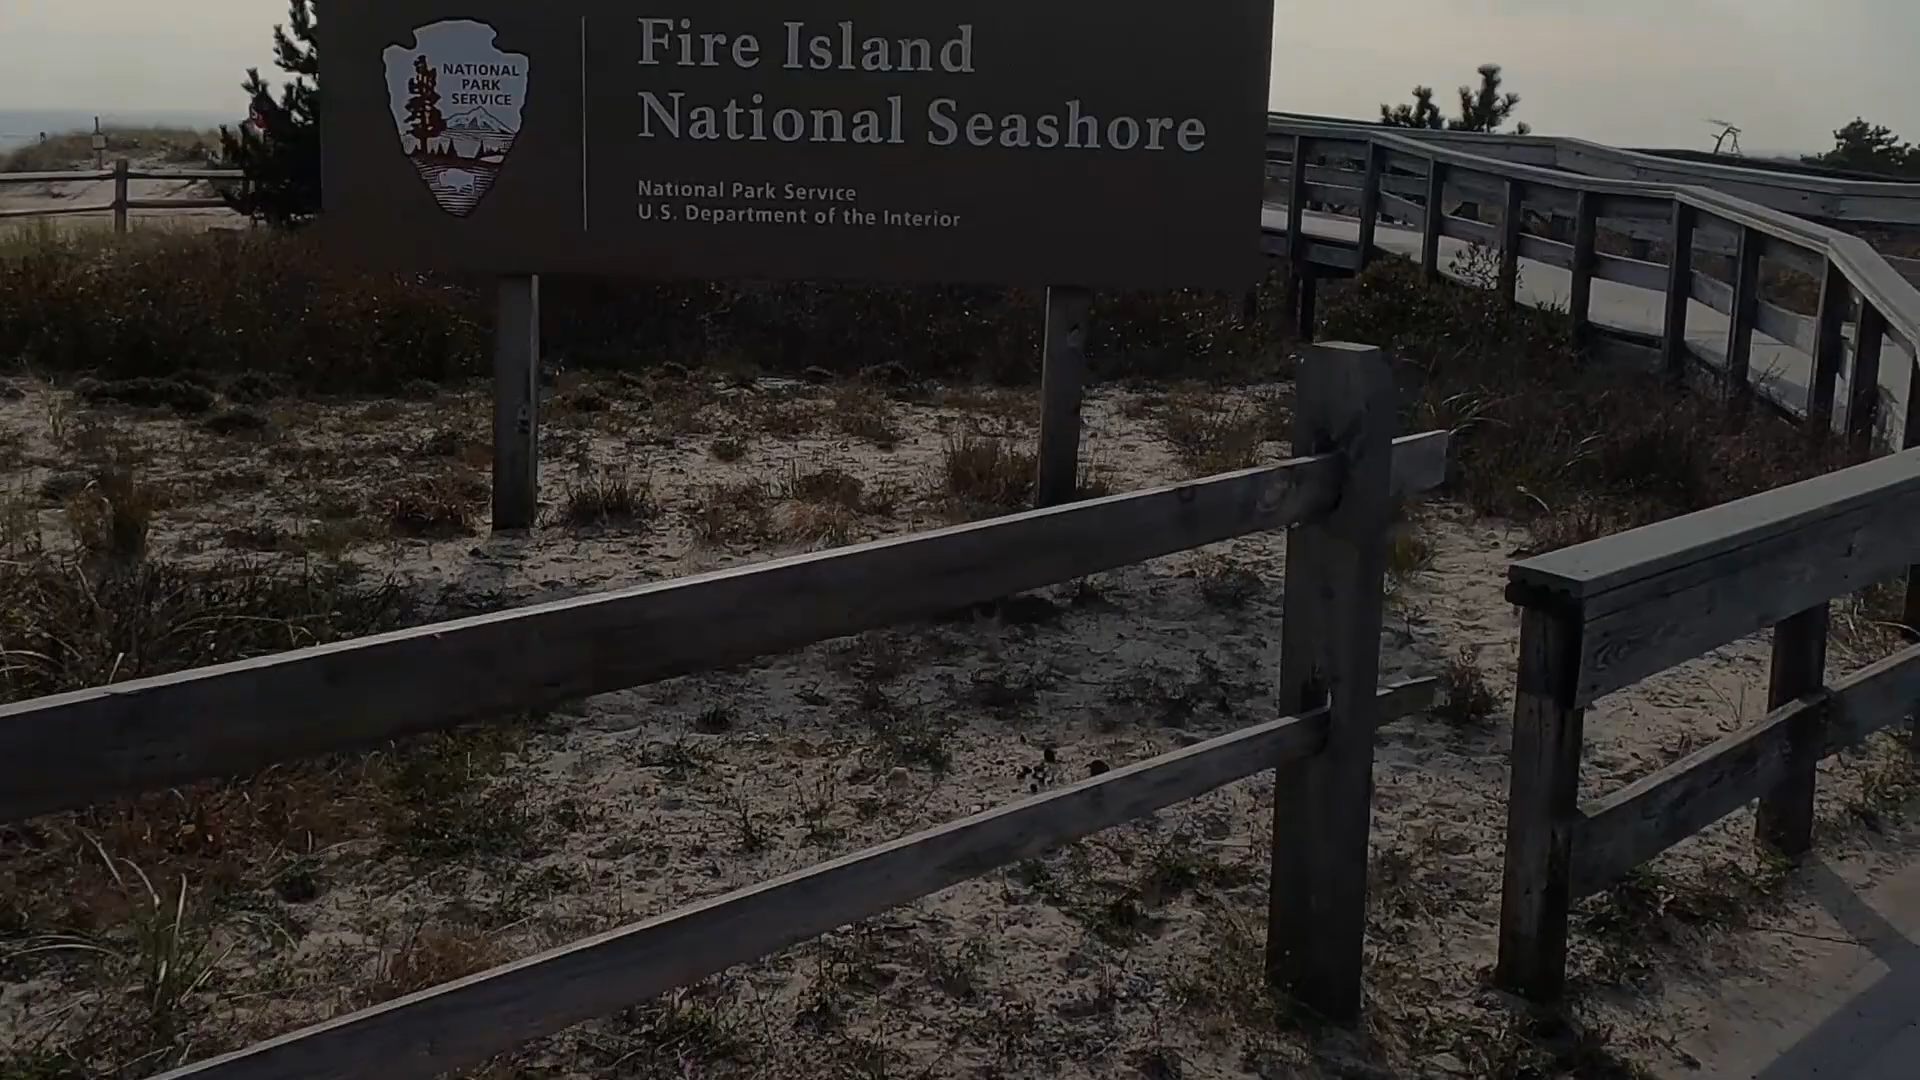 NATIONAL
PARK
SERVICE
Fire Island
National Seashore
National Park Service
U.S. Department of the Interior